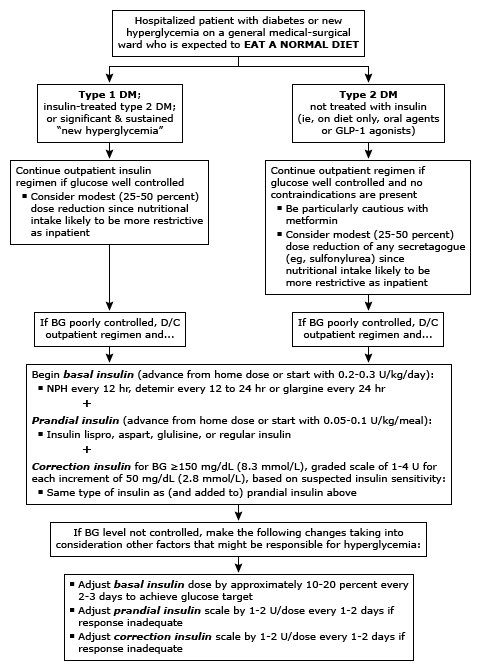 Hospitalized patient with diabetes or new
hyperglycemia on a general medical-surgical
ward who is expected to EAT A NORMAL DIET
Type 1 DM;
insulin-treated type 2 DM;
or significant & sustained
"new hyperglycemia"
Type 2 DM
not treated with insulin
(ie, on diet only, oral agents
or GLP-1 agonists)
Continue outpatient insulin
regimen if glucose well controlled
■ Consider modest (25-50 percent)
dose reduction since nutritional
intake likely to be more restrictive
as inpatient
Continue outpatient regimen if
glucose well controlled and no
contraindications are present
■ Be particularly cautious with
metformin
■ Consider modest (25-50 percent)
dose reduction of any secretagogue
(eg, sulfonylurea) since
nutritional intake likely to be
more restrictive as inpatient
If BG poorly controlled, D/C
outpatient regimen and...
If BG poorly controlled, D/C
outpatient regimen and...
Begin basal insulin (advance from home dose or start with 0.2-0.3 U/kg/day):
■ NPH every 12 hr, detemir every 12 to 24 hr or glargine every 24 hr
+
Prandial insulin (advance from home dose or start with 0.05-0.1 U/kg/meal):
■ Insulin lispro, aspart, glulisine, or regular insulin
+
Correction insulin for BG ≥150 mg/dL (8.3 mmol/L), graded scale of 1-4 U for
each increment of 50 mg/dL (2.8 mmol/L), based on suspected insulin sensitivity:
■ Same type of insulin as (and added to) prandial insulin above
If BG level not controlled, make the following changes taking into
consideration other factors that might be responsible for hyperglycemia:
■ Adjust basal insulin dose by approximately 10-20 percent every
2-3 days to achieve glucose target
■ Adjust prandial insulin scale by 1-2 U/dose every 1-2 days if
response inadequate
■ Adjust correction insulin scale by 1-2 U/dose every 1-2 days if
response inadequate